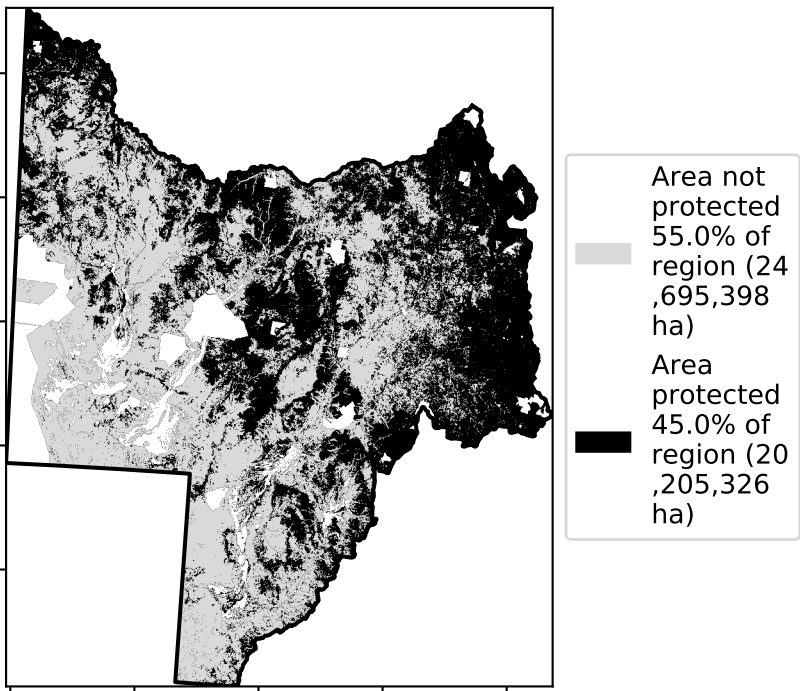 Area not
protected
55.0% of
region (24
,695,398
ha)
Area
protected
45.0% of
region (20
,205,326
ha)